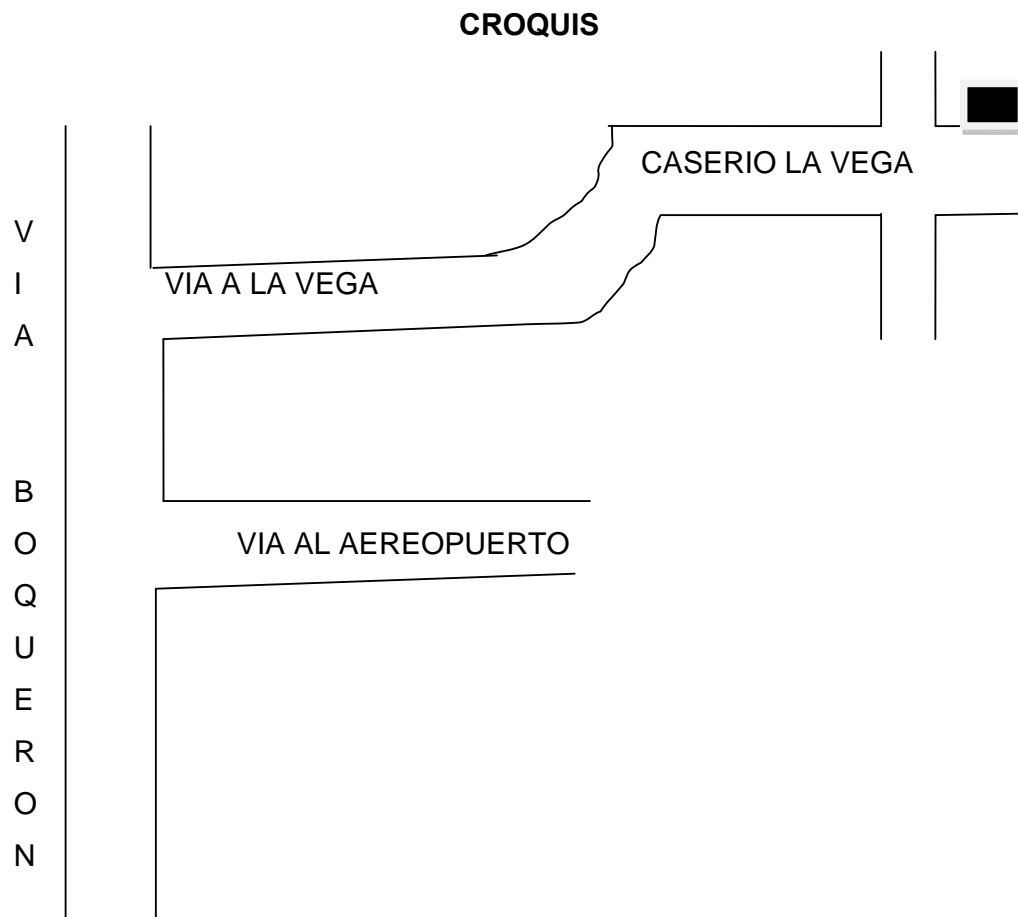 CROQUIS
CASERIO LA VEGA
VIA A LA VEGA
VIA AL AEREOPUERTO
V
I
A
B
O
Q
U
E
R
O
N